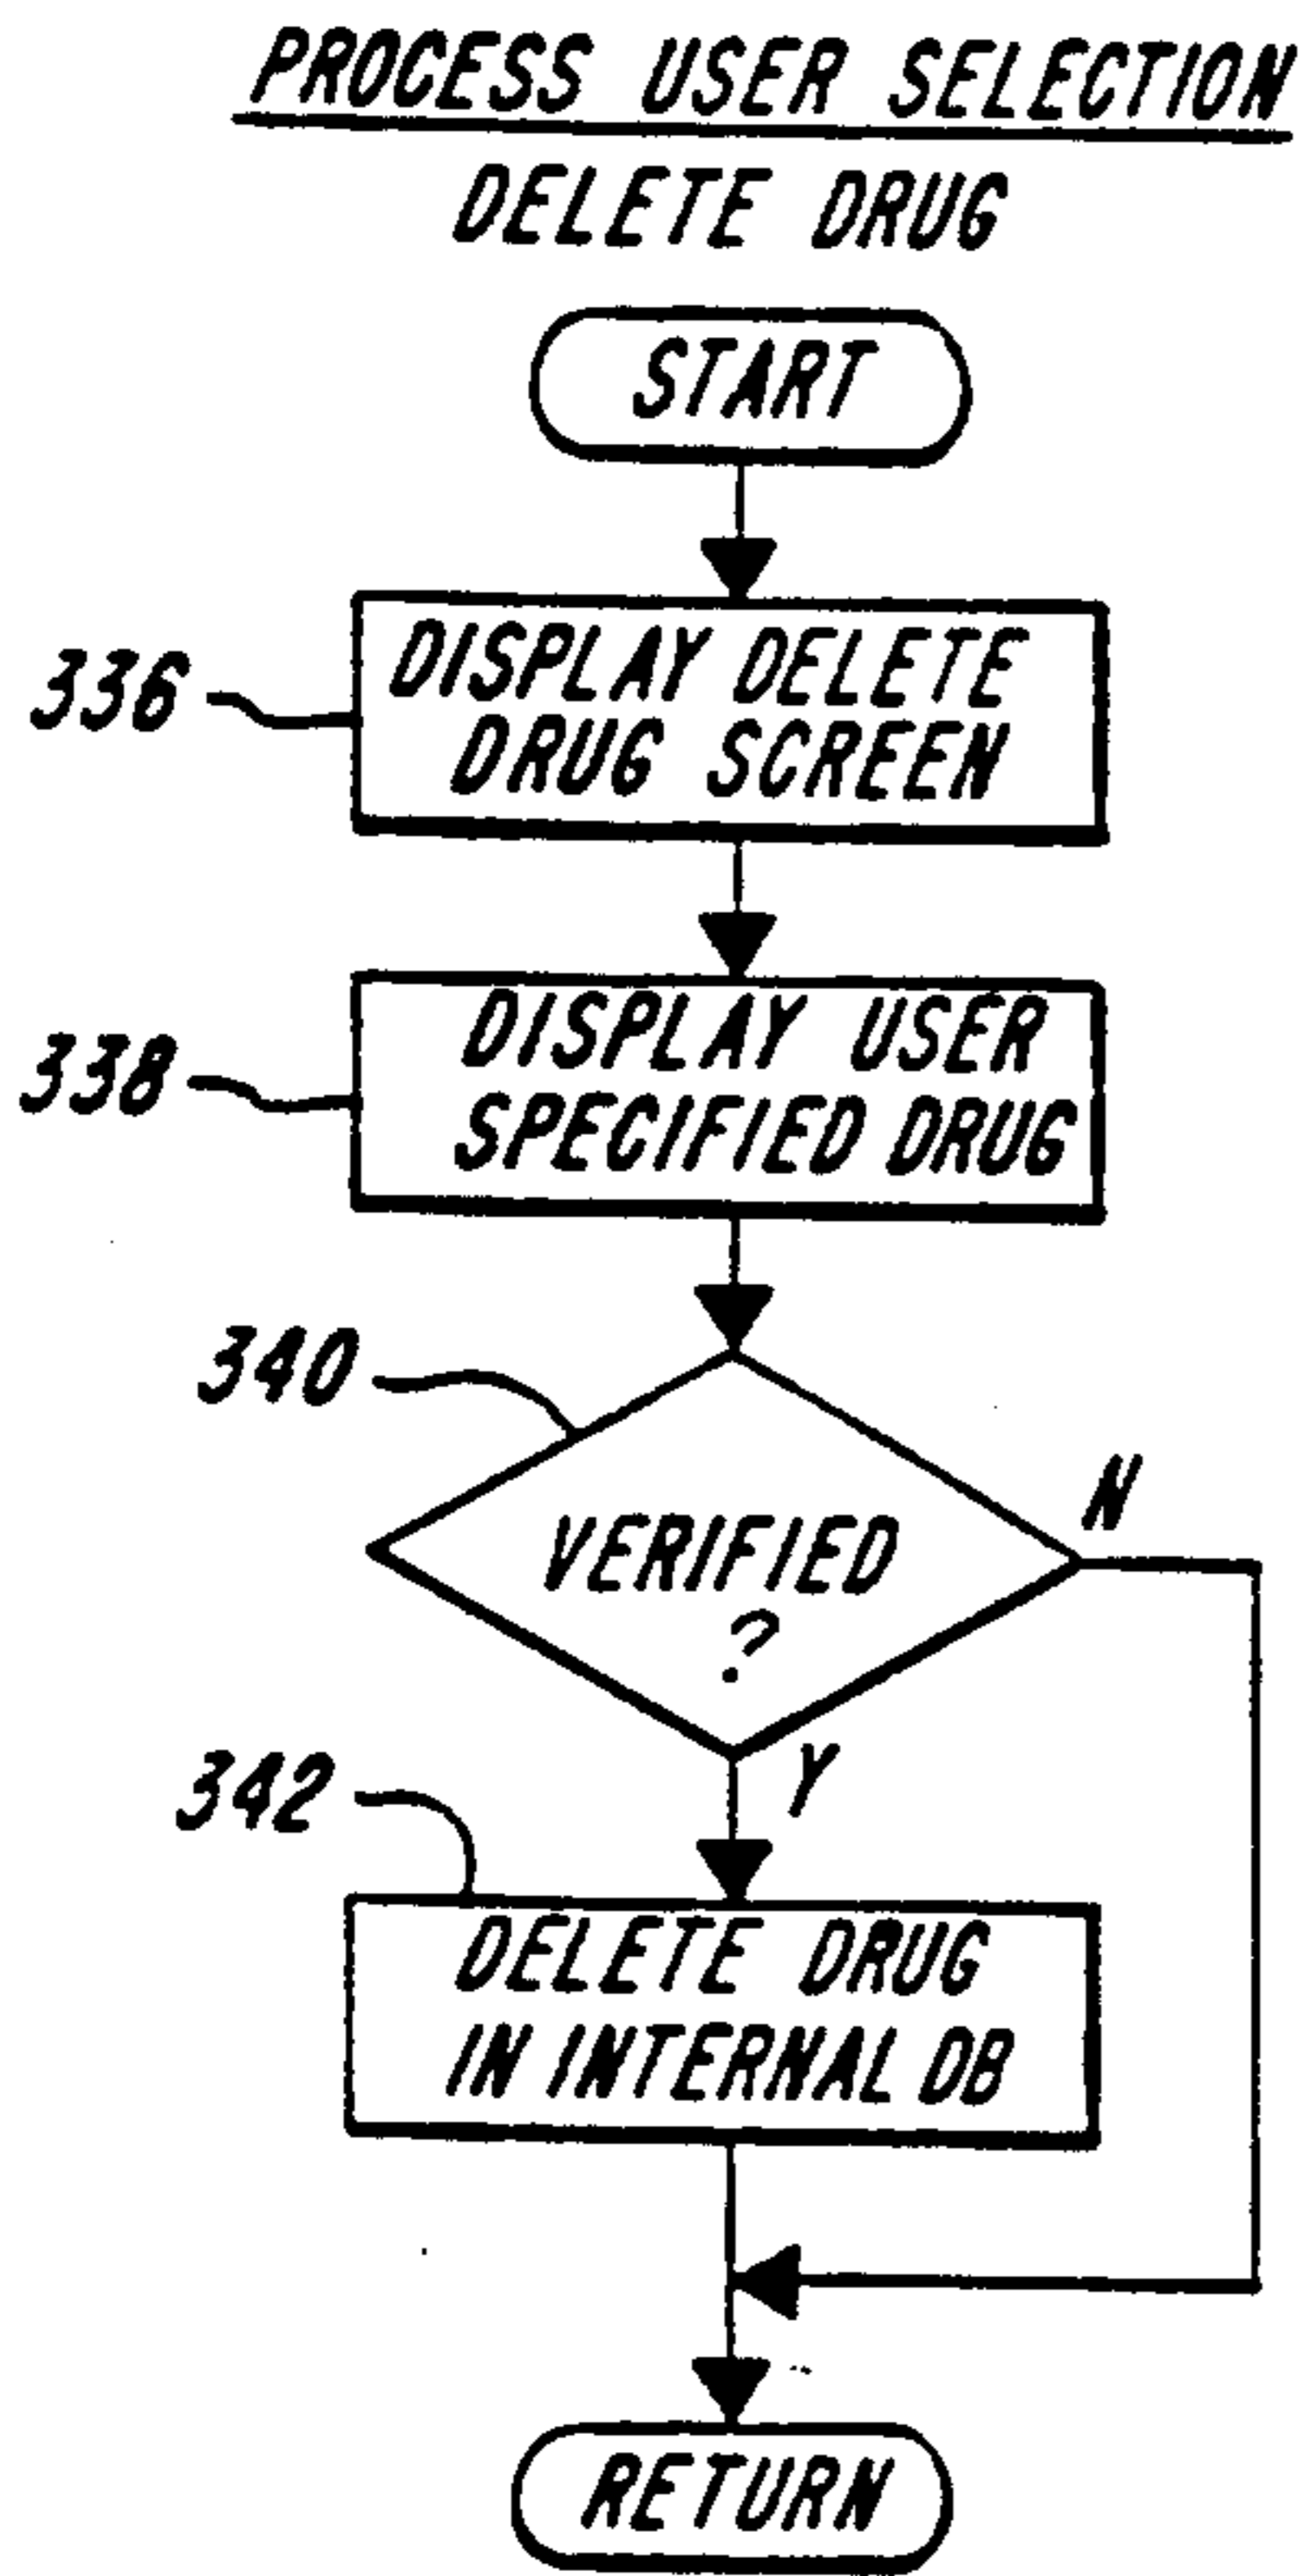 PROCESS USER SELECTION
DELETE DRUG
START
336
DISPLAY DELETE
DRUG SCREEN
338
DISPLAY USER
SPECIFIED DRUG
340
VERIFIED
?
N
Y
342
DELETE DRUG
IN INTERNAL DB
RETURN